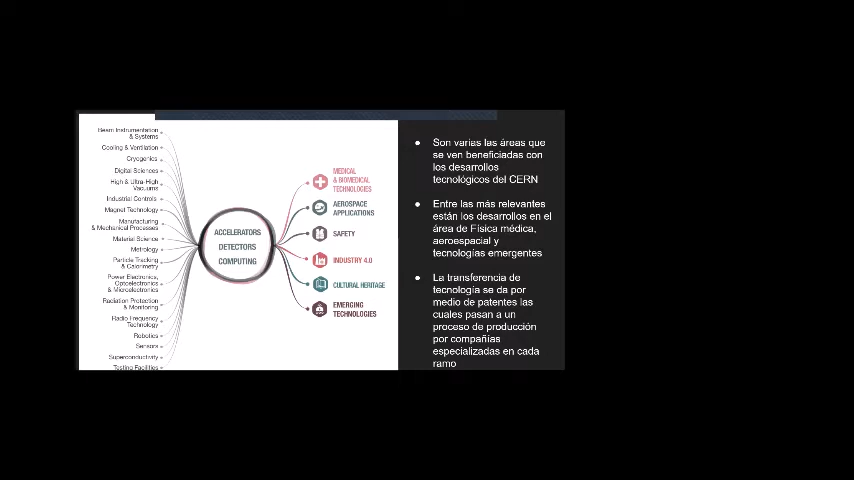 Beam Instrumentation
& Systems
Cooling & Ventilation
Cryogenics
Digital Sciences
High & Ultra-High
Vacuums
Industrial Controls
Magnet Technology
Manufacturing
& Mechanical Processes
Material Science
Metrology
Particle Tracking
& Calorimetry
Power Electronics,
Optoelectronics
& Microelectronics
Radiation Protection
& Monitoring
Radio Frequency
Technology
Robotics
Sensors
Superconductivity
Testing Facilities
ACCELERATORS
DETECTORS
COMPUTING
MEDICAL
& BIOMEDICAL
TECHNOLOGIES
AEROSPACE
APPLICATIONS
SAFETY
INDUSTRY 4.0
CULTURAL HERITAGE
EMERGING
TECHNOLOGIES
● Son varias las áreas que
se ven beneficiadas con
los desarrollos
tecnológicos del CERN
● Entre las más relevantes
están los desarrollos en el
área de Física médica,
aeroespacial y
tecnologías emergentes
● La transferencia de
tecnología se da por
medio de patentes las
cuales pasan a un
proceso de producción
por compañías
especializadas en cada
ramo